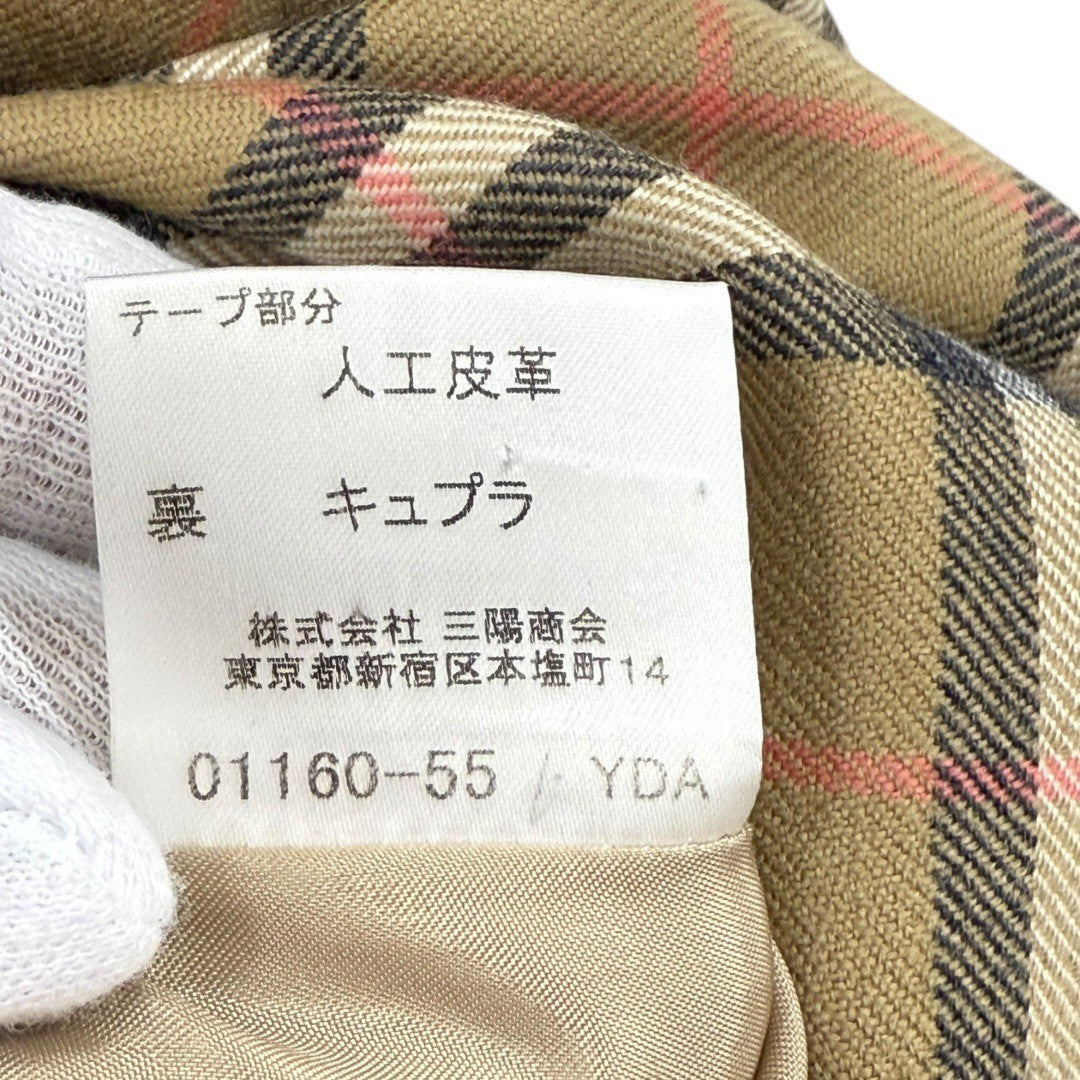 テープ部分
人工皮革
裏 キュプラ
株式会社 三陽商会
東京都新宿区本塩町14
01160-55 / YDA